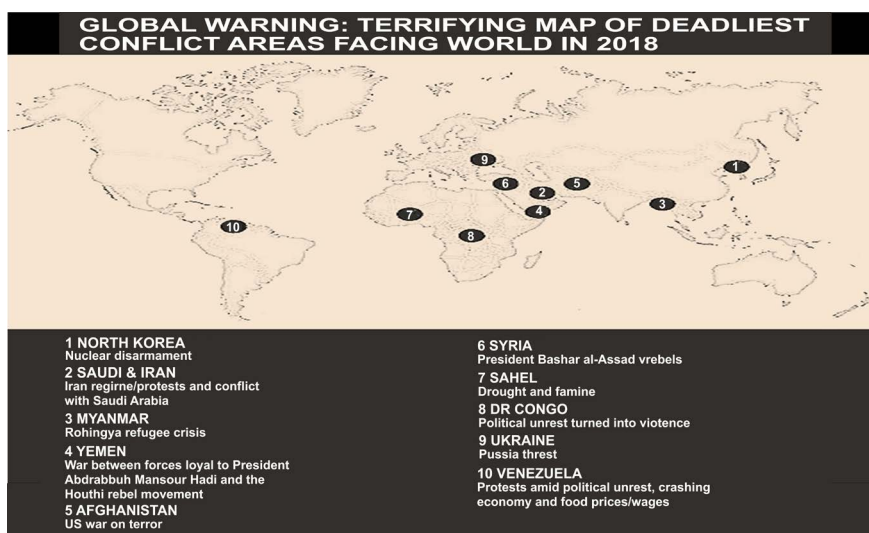 GLOBAL WARNING: TERRIFYING MAP OF DEADLIEST
CONFLICT AREAS FACING WORLD IN 2018
9
1
6
2
5
4
3
7
10
8
1 NORTH KOREA
Nuclear disarmament
2 SAUDI & IRAN
Iran regirne/protests and conflict
with Saudi Arabia
3 MYANMAR
Rohingya refugee crisis
4 YEMEN
War between forces loyal to President
Abdrabbuh Mansour Hadi and the
Houthi rebel movement
5 AFGHANISTAN
US war on terror
6 SYRIA
President Bashar al-Assad vrebels
7 SAHEL
Drought and famine
8 DR CONGO
Political unrest turned into viotence
9 UKRAINE
Pussia threst
10 VENEZUELA
Protests amid political unrest, crashing
economy and food prices/wages